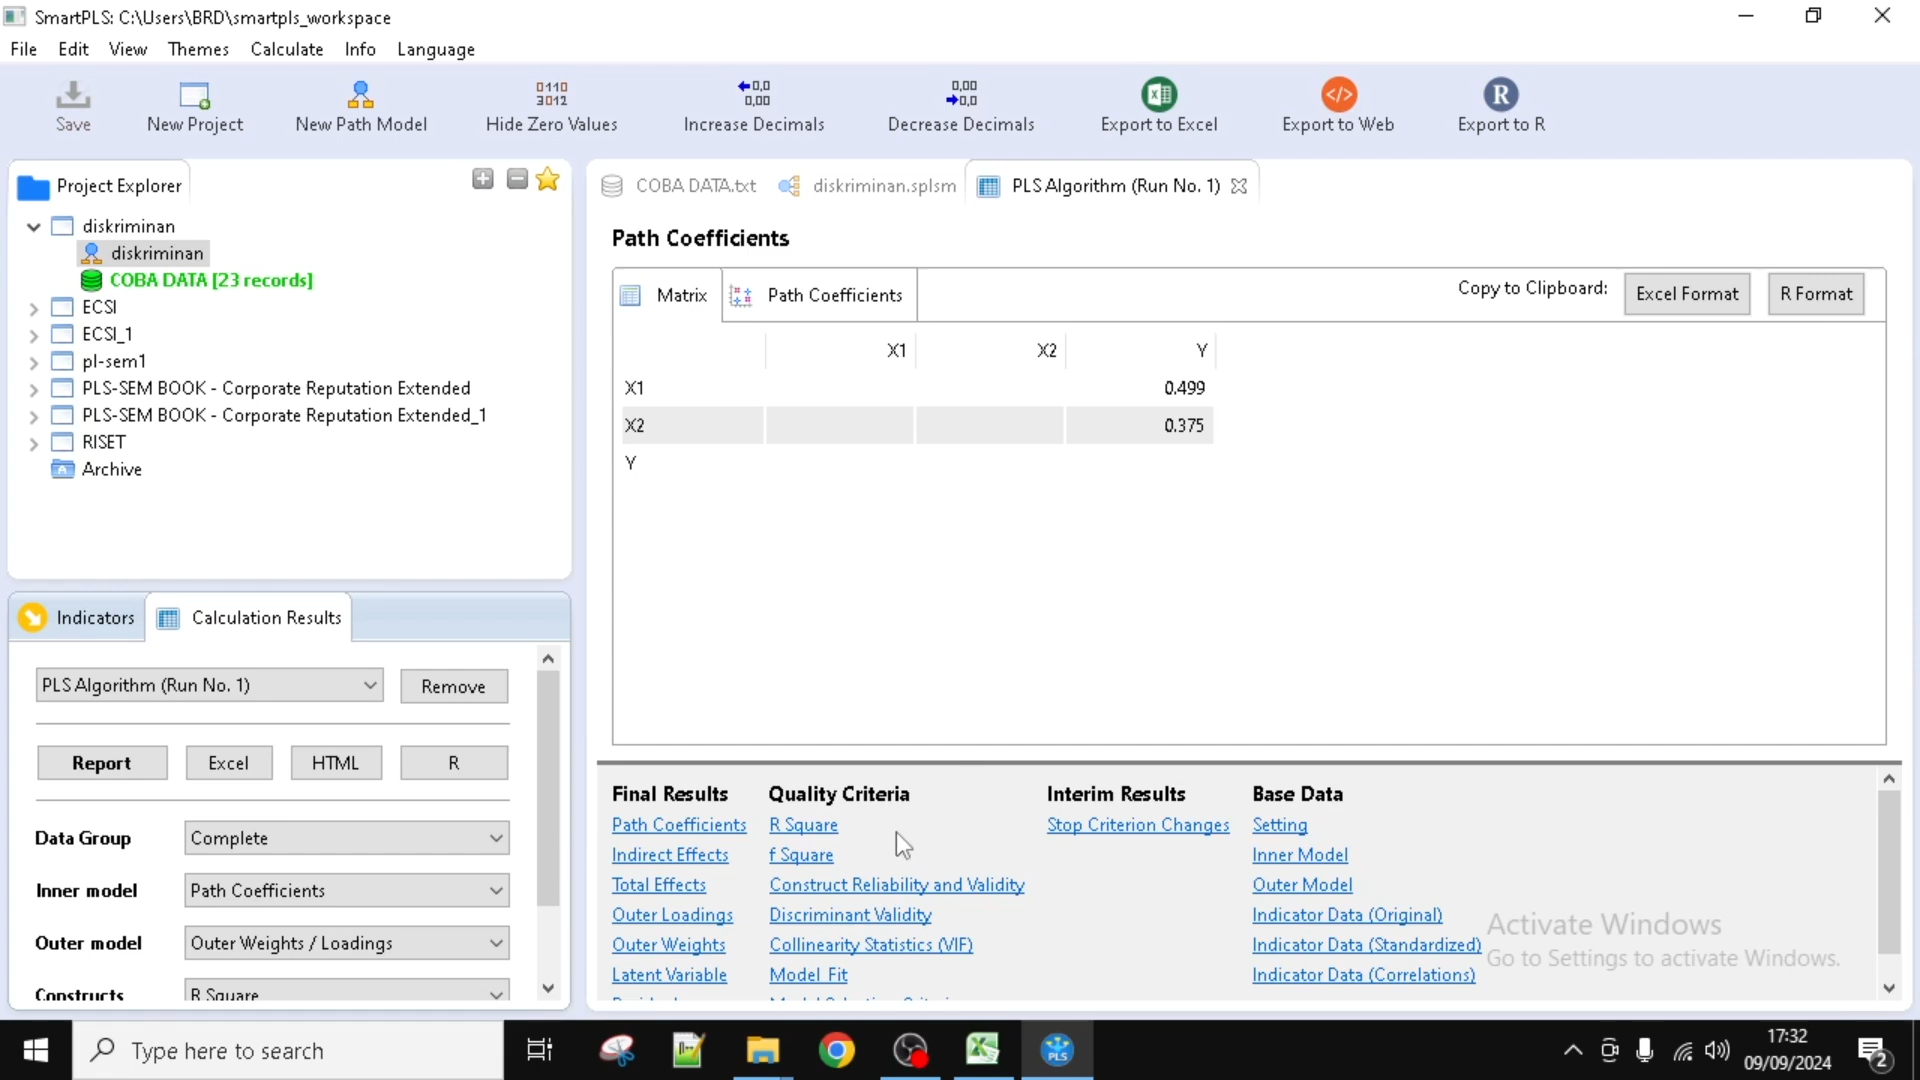 SmartPLS: C:\Users\BRD\smartpls_workspace
File Edit View Themes Calculate Info Language
Save New Project New Path Model Hide Zero Values Increase Decimals Decrease Decimals Export to Excel Export to Web Export to R
Project Explorer
diskriminan
diskriminan
COBA DATA [23 records]
ECSI
ECSI_1
pl-sem1
PLS-SEM BOOK - Corporate Reputation Extended
PLS-SEM BOOK - Corporate Reputation Extended_1
RISET
Archive
Indicators Calculation Results
PLS Algorithm (Run No. 1) Remove
Report Excel HTML R
Data Group Complete
Inner model Path Coefficients
Outer model Outer Weights / Loadings
Constructs R Square
COBA DATA.txt diskriminan.splsm PLS Algorithm (Run No. 1)
Path Coefficients
Matrix Path Coefficients Copy to Clipboard: Excel Format R Format
X1 X2 Y
X1 0.499
X2 0.375
Y
Final Results Quality Criteria Interim Results Base Data
Path Coefficients R Square Stop Criterion Changes Setting
Indirect Effects f Square Inner Model
Total Effects Construct Reliability and Validity Outer Model
Outer Loadings Discriminant Validity Indicator Data (Original)
Outer Weights Collinearity Statistics (VIF) Indicator Data (Standardized)
Latent Variable Model_Fit Indicator Data (Correlations)
Activate Windows
Go to Settings to activate Windows.
Type here to search
17:32
09/09/2024
2